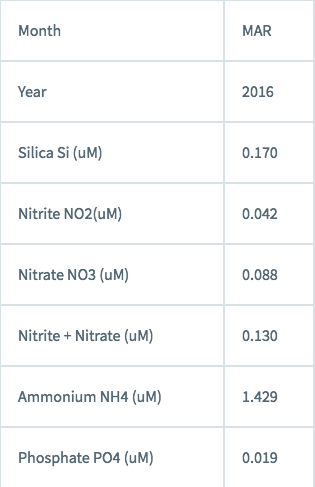 Month MAR
Year 2016
Silica Si (uM) 0.170
Nitrite NO2(uM) 0.042
Nitrate NO3 (uM) 0.088
Nitrite + Nitrate (uM) 0.130
Ammonium NH4 (uM) 1.429
Phosphate PO4 (uM) 0.019